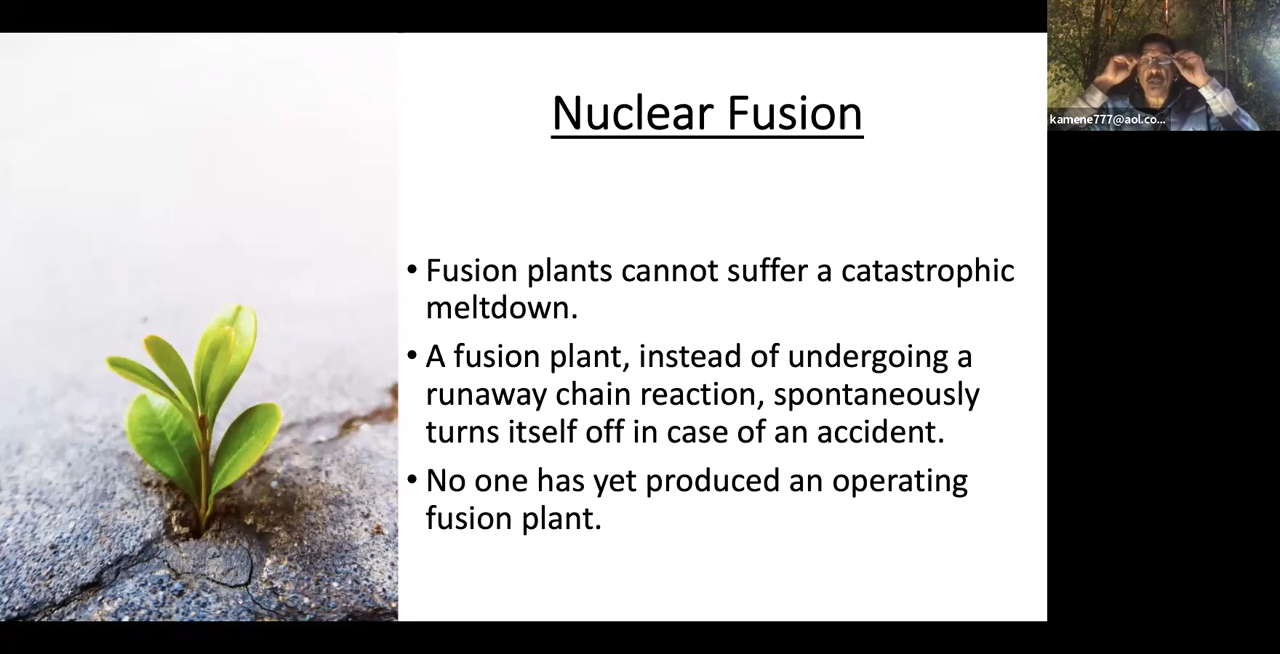 Nuclear Fusion
• Fusion plants cannot suffer a catastrophic
meltdown.
• A fusion plant, instead of undergoing a
runaway chain reaction, spontaneously
turns itself off in case of an accident.
• No one has yet produced an operating
fusion plant.
kamene777@aol.co...